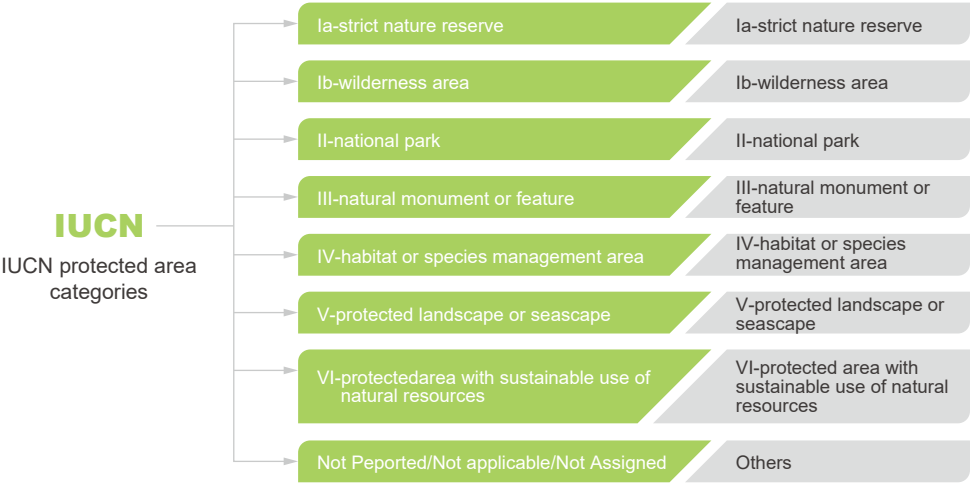 IUCN
IUCN protected area
categories
Ia-strict nature reserve
Ia-strict nature reserve
Ib-wilderness area
Ib-wilderness area
II-national park
II-national park
III-natural monument or feature
III-natural monument or
feature
IV-habitat or species management area
IV-habitat or species
management area
V-protected landscape or seascape
V-protected landscape or
seascape
VI-protectedarea with sustainable use of
natural resources
VI-protected area with
sustainable use of natural
resources
Not Peported/Not applicable/Not Assigned
Others